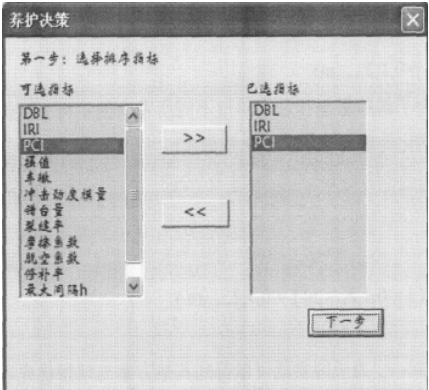 养护决策
第一步：选择排序指标
可选指标
已选指标
DBL
IRI
PCI
摆值
车辙
冲击劲度模量
错台量
裂缝率
摩擦系数
脱空系数
修补率
最大间隔h
>>
<<
DBL
IRI
PCI
下一步